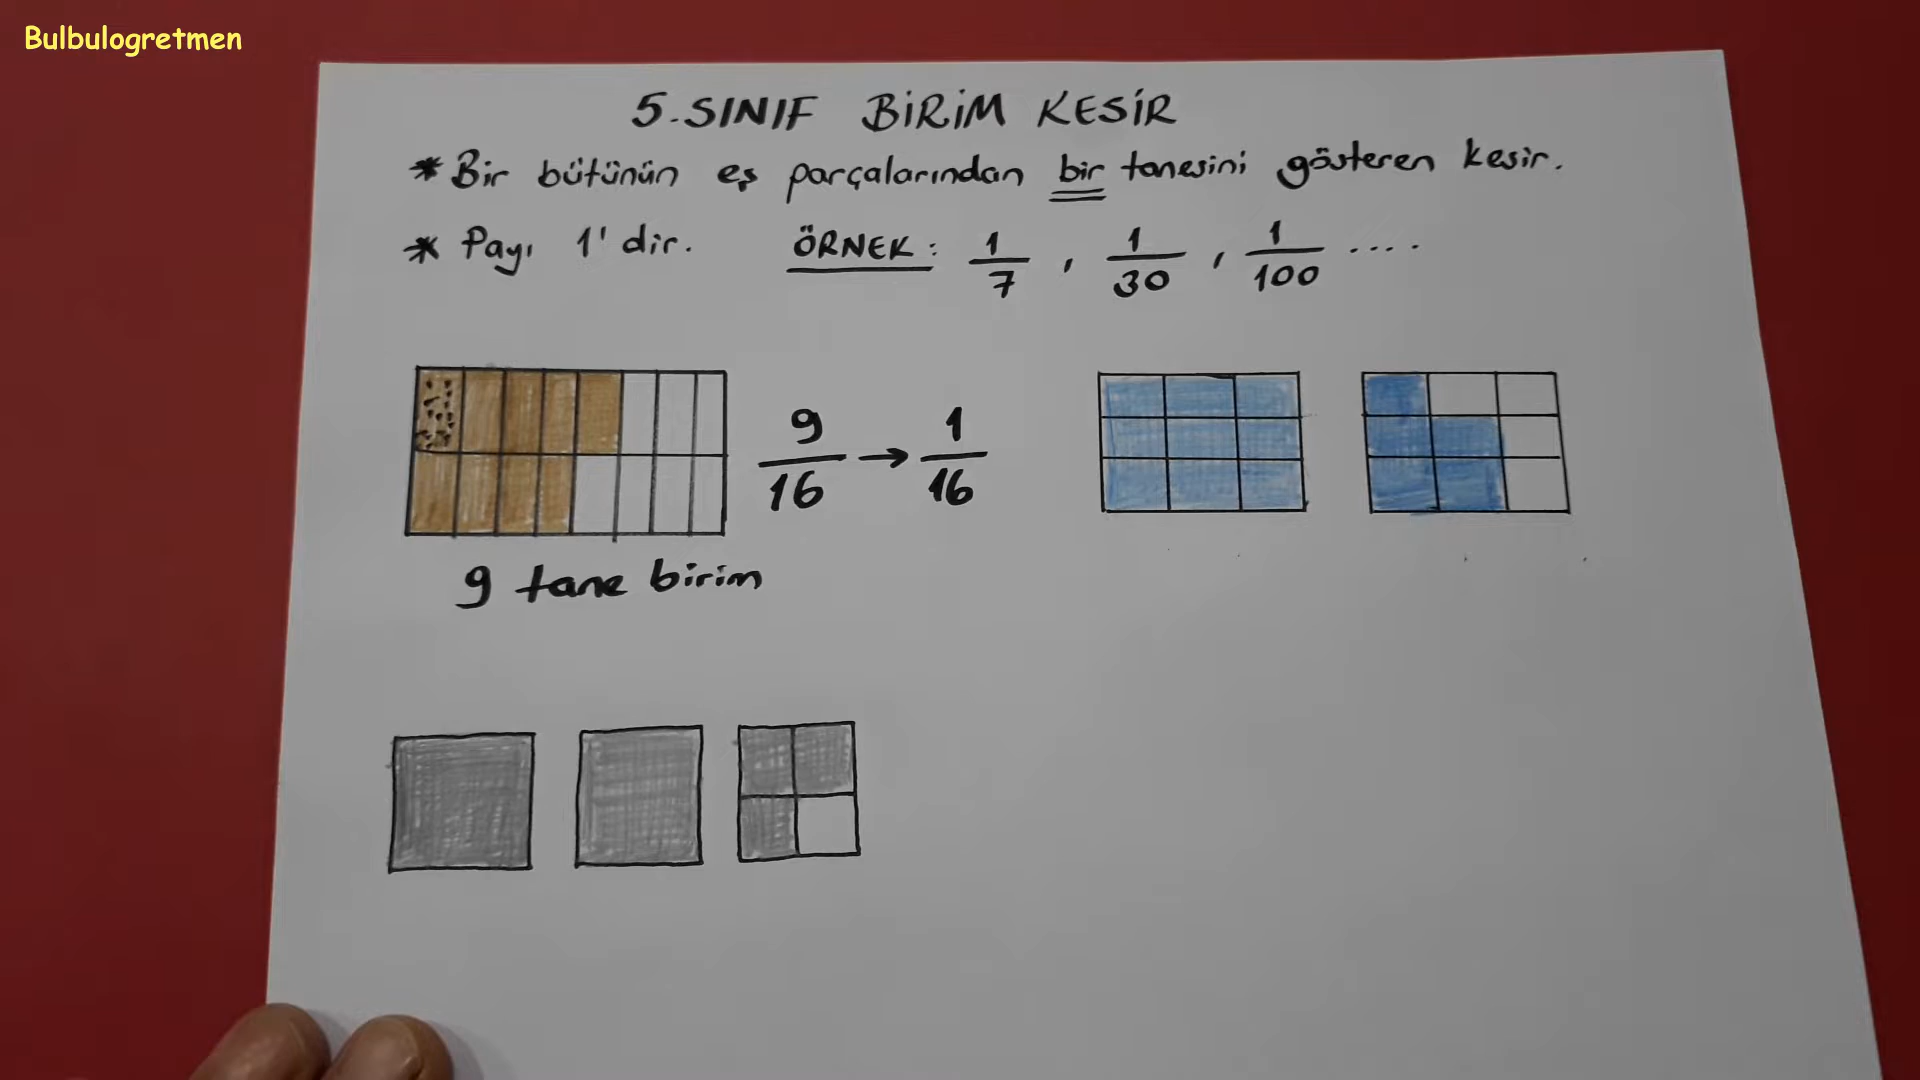 Bulbulogretmen
5.SINIF BİRİM KESİR
* Bir bütünün eş parçalarından bir tanesini gösteren kesir.
* Payı 1'dir. ÖRNEK: 1/7, 1/30, 1/100 ....
9/16 → 1/16
9 tane birim